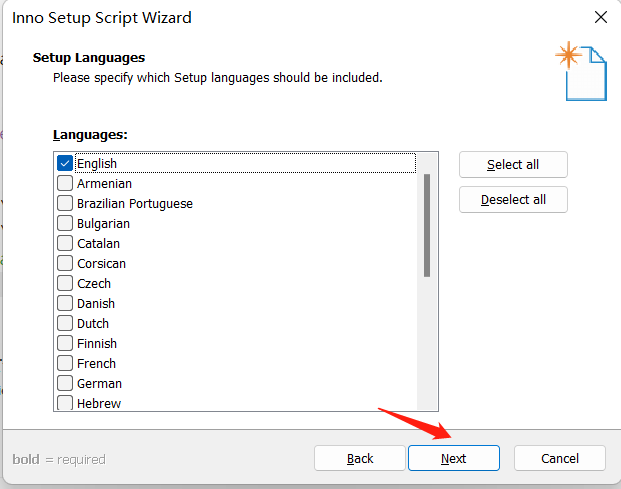 Inno Setup Script Wizard
Setup Languages
Please specify which Setup languages should be included.
Languages:
English
Armenian
Brazilian Portuguese
Bulgarian
Catalan
Corsican
Czech
Danish
Dutch
Finnish
French
German
Hebrew
Select all
Deselect all
bold = required
Back
Next
Cancel